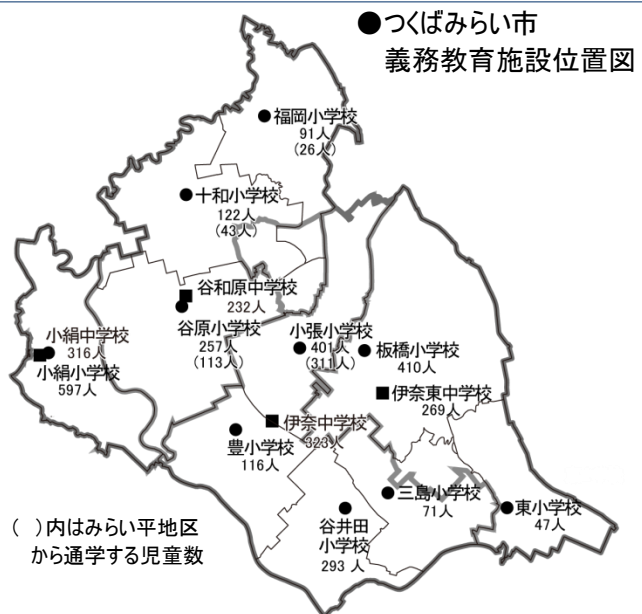 ●つくばみらい市
義務教育施設位置図
福岡小学校
91人
(26人)
十和小学校
122人
(43人)
谷和原中学校
232人
谷原小学校
257人
(113人)
小張小学校
401人
(311人)
板橋小学校
410人
小絹中学校
316人
小絹小学校
597人
伊奈東中学校
269人
伊奈中学校
323人
豊小学校
116人
三島小学校
71人
東小学校
47人
谷井田
小学校
293 人
( )内はみらい平地区
から通学する児童数